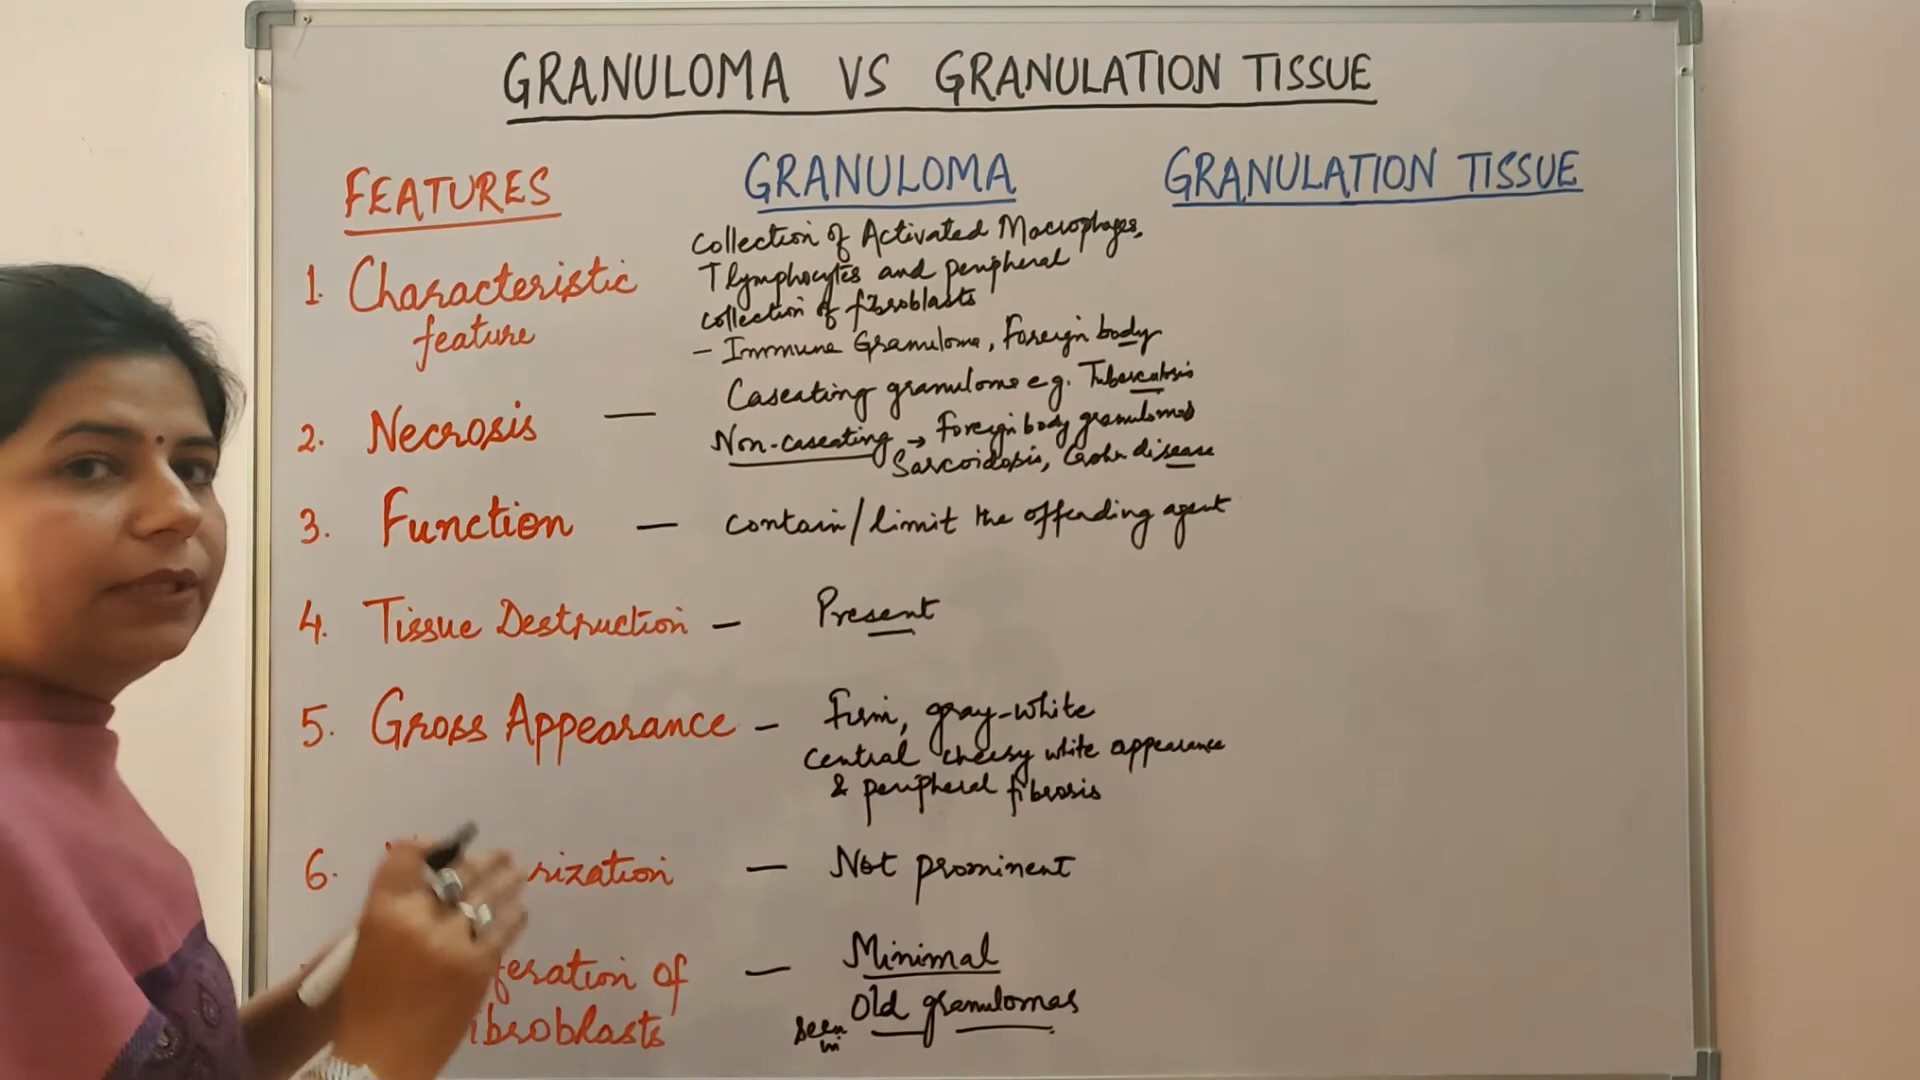 GRANULOMA VS GRANULATION TISSUE
FEATURES
GRANULOMA
GRANULATION TISSUE
1. Characteristic
feature
Collection of Activated Macrophages,
T lymphocytes and peripheral
collection of fibroblasts
- Immune Granuloma, Foreign body
2. Necrosis —
Caseating granuloma e.g. Tuberculosis
Non-caseating → Foreign body granulomas
Sarcoidosis, disease
3. Function — contain/limit the offending agent
4. Tissue Destruction — Present
5. Gross Appearance — Firm, gray-white
central cheesy white appearance
& peripheral fibrosis
6. rization — Not prominent
feration of — Minimal
ibroblasts
seen in Old granulomas